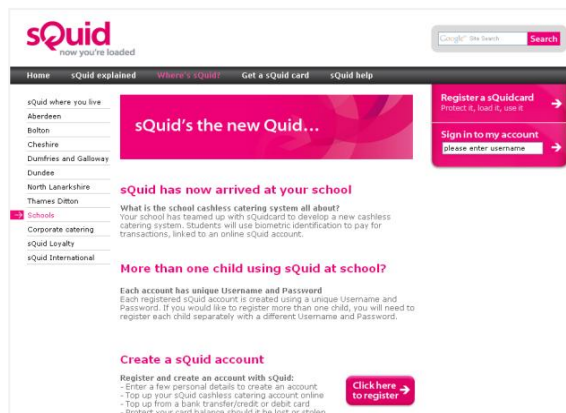 sQuid
now you're loaded
Google™ Site Search
Search
Home sQuid explained Where's sQuid? Get a sQuid card sQuid help
sQuid where you live
Aberdeen
Bolton
Cheshire
Dumfries and Galloway
Dundee
North Lanarkshire
Thames Ditton
Schools
Corporate catering
sQuid Loyalty
sQuid International
sQuid's the new Quid...
Register a sQuidcard
Protect it, load it, use it
Sign in to my account
please enter username
sQuid has now arrived at your school
What is the school cashless catering system all about?
Your school has teamed up with sQuidcard to develop a new cashless
catering system. Students will use biometric identification to pay for
transactions, linked to an online sQuid account.
More than one child using sQuid at school?
Each account has unique Username and Password
Each registered sQuid account is created using a unique Username and
Password. If you would like to register more than one child, you will need to
register each child separately with a different Username and Password.
Create a sQuid account
Register and create an account with sQuid:
- Enter a few personal details to create an account
- Top up your sQuid cashless catering account online
- Top up from a bank transfer/credit or debit card
- Protect your card balance should it be lost or stolen
Click here
to register